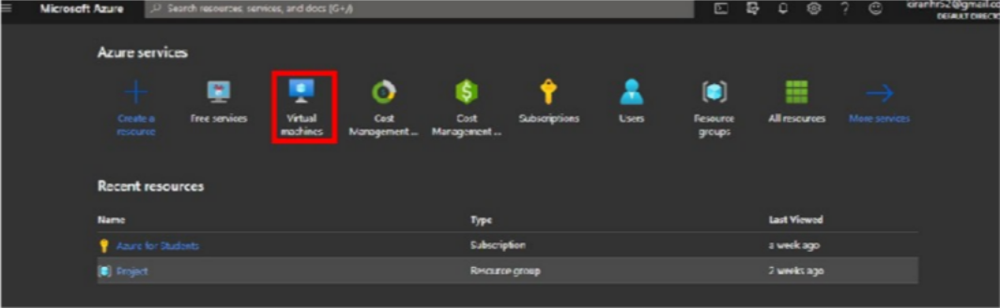 Microsoft Azure
Search resources, services, and docs (G+/)
kiranhr52@gmail.co
DEFAULT DIRECTO
Azure services
Create a resource
Free services
Virtual machines
Cost Management ...
Cost Management ...
Subscriptions
Users
Resource groups
All resources
More services
Recent resources
Name Type Last Viewed
Azure for Students Subscription a week ago
Project Resource group 2 weeks ago